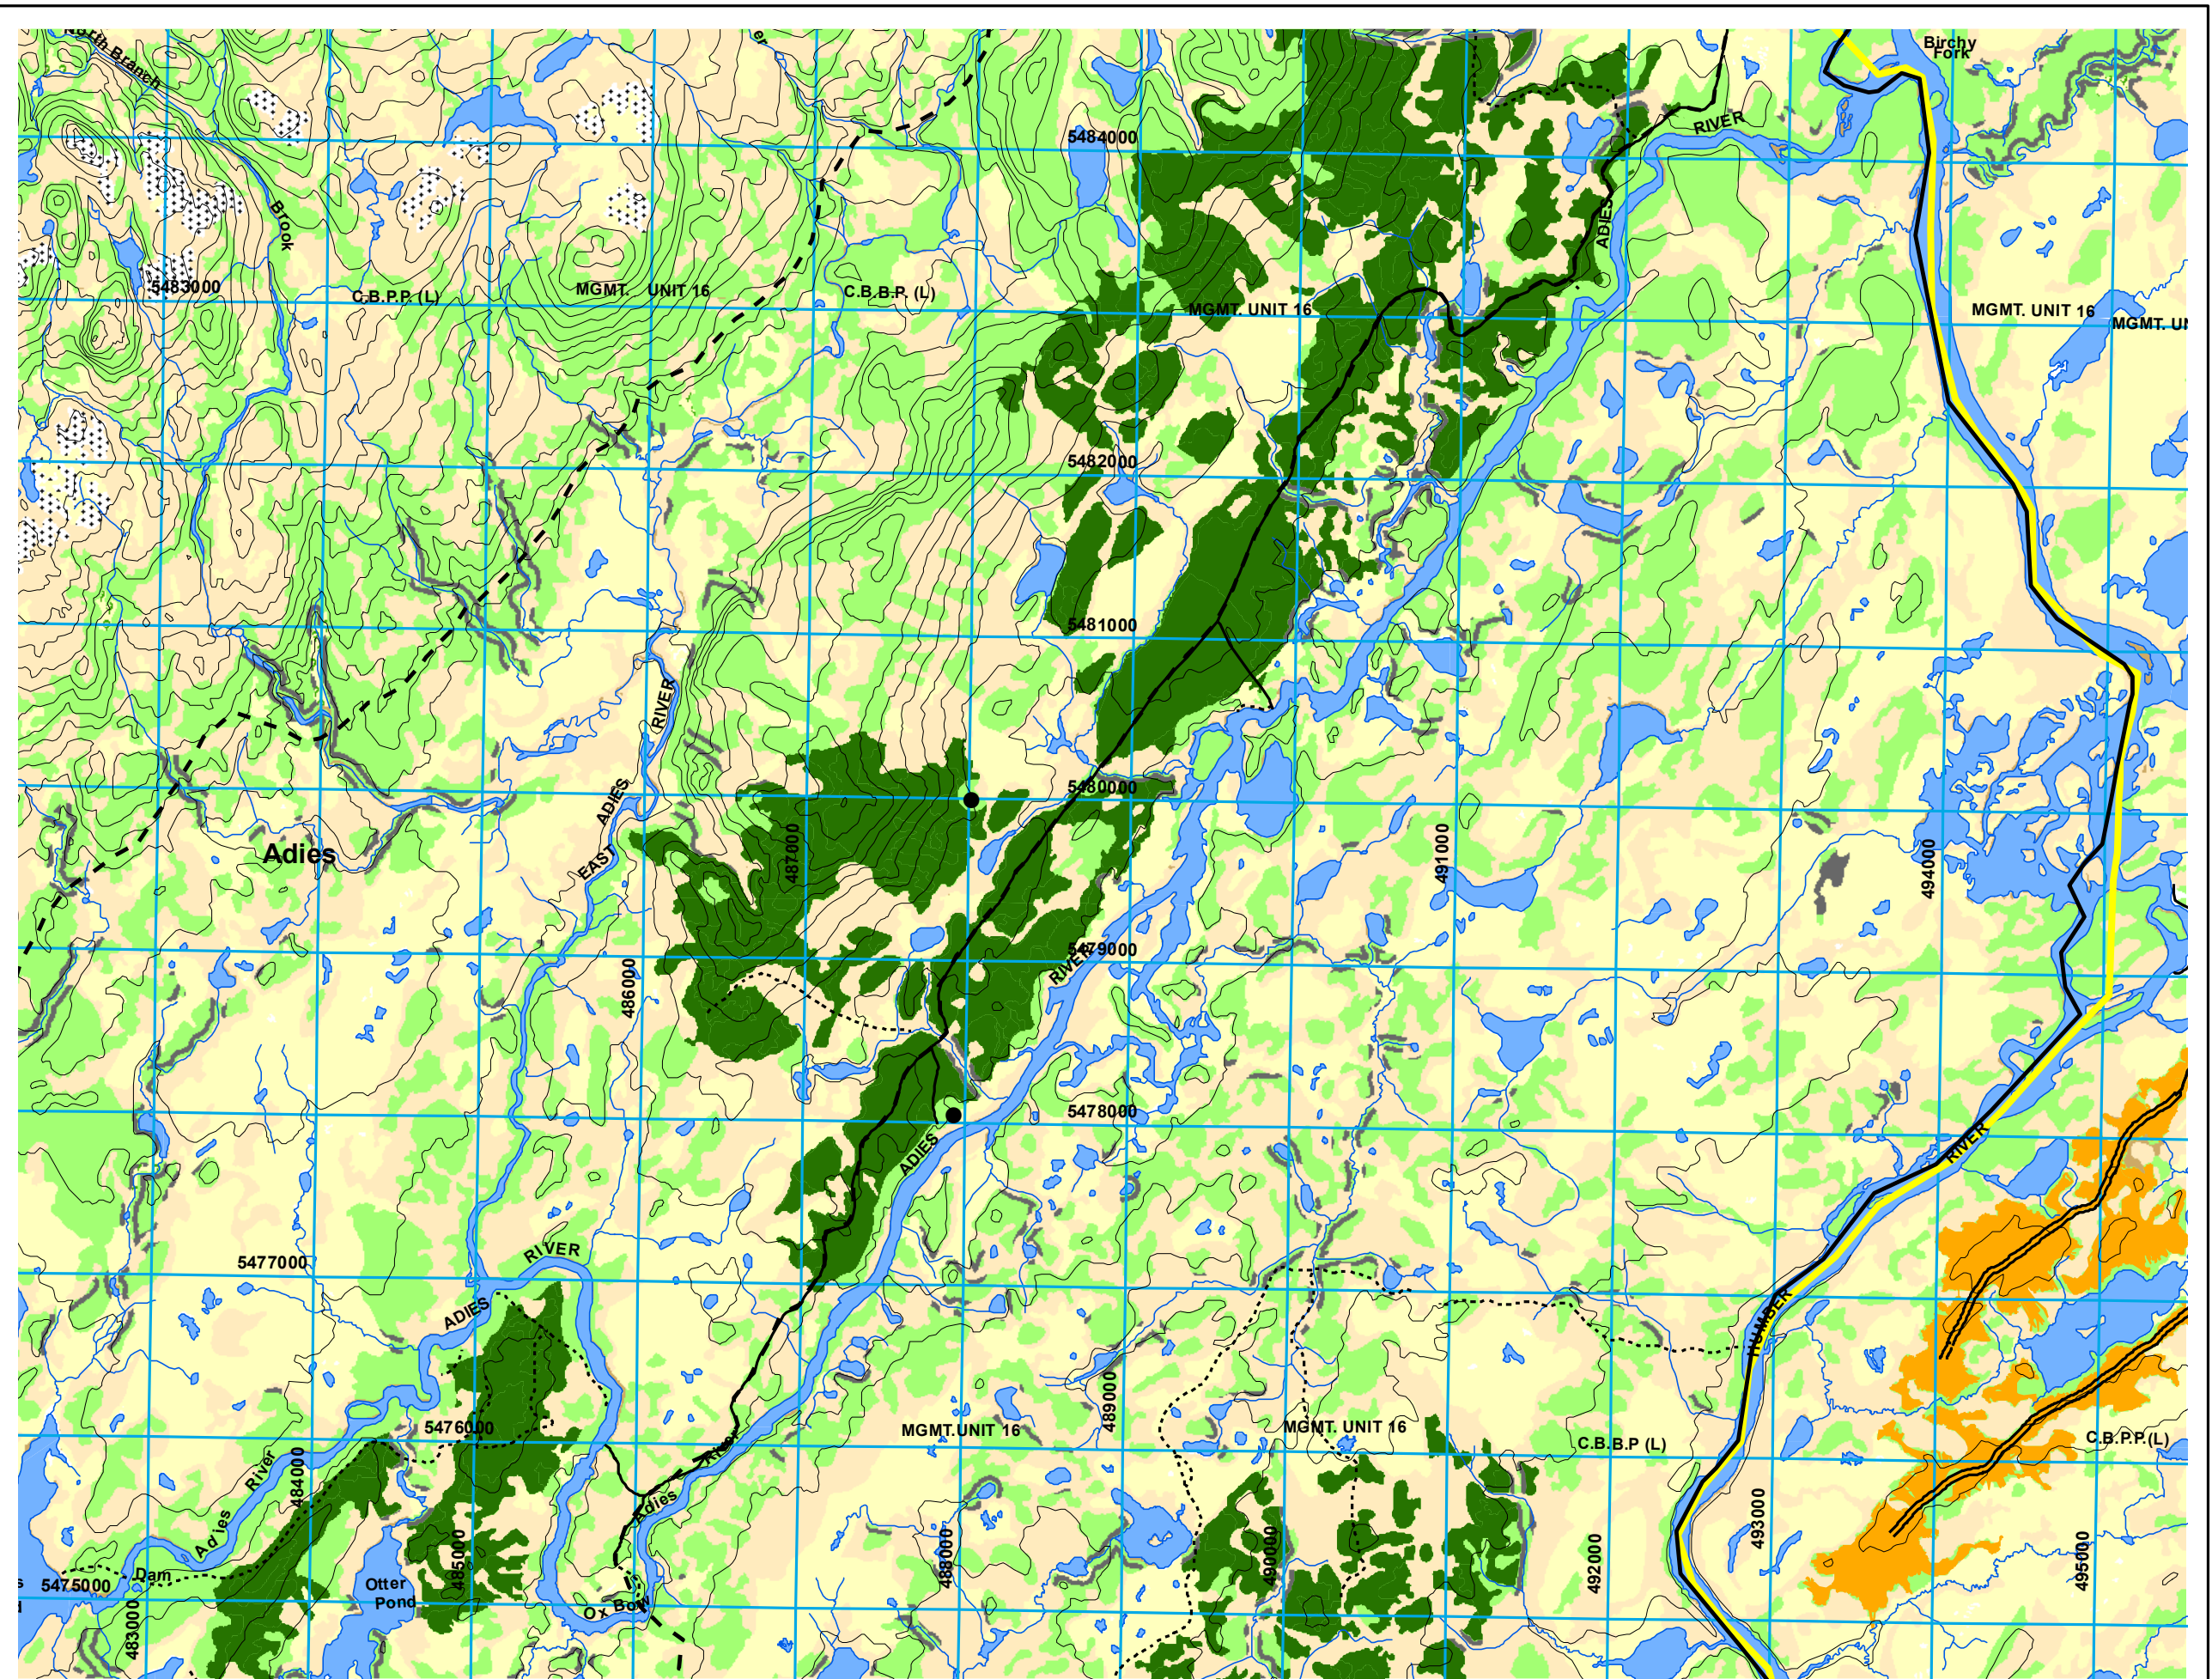 North Branch
er
Birchy
Fork
5484000
RIVER
Brook
ADIES
5483000
C.B.P.P. (L)
MGMT. UNIT 16
C.B.B.P. (L)
MGMT. UNIT 16
MGMT. UNIT 16
MGMT. UN
5482000
5481000
RIVER
5480000
ADIES
Adies
EAST
487000
491000
494000
5479000
RIVER
486000
5478000
ADIES
RIVER
RIVER
5477000
ADIES
HUMBER
489000
5476000
MGMT.UNIT 16
MGMT. UNIT 16
C.B.B.P (L)
C.B.P.P.(L)
River
River
484000
Adies
493000
Adies
485000
488000
490000
492000
495000
s
5475000
Dam
Otter
Pond
Ox Bow
483000